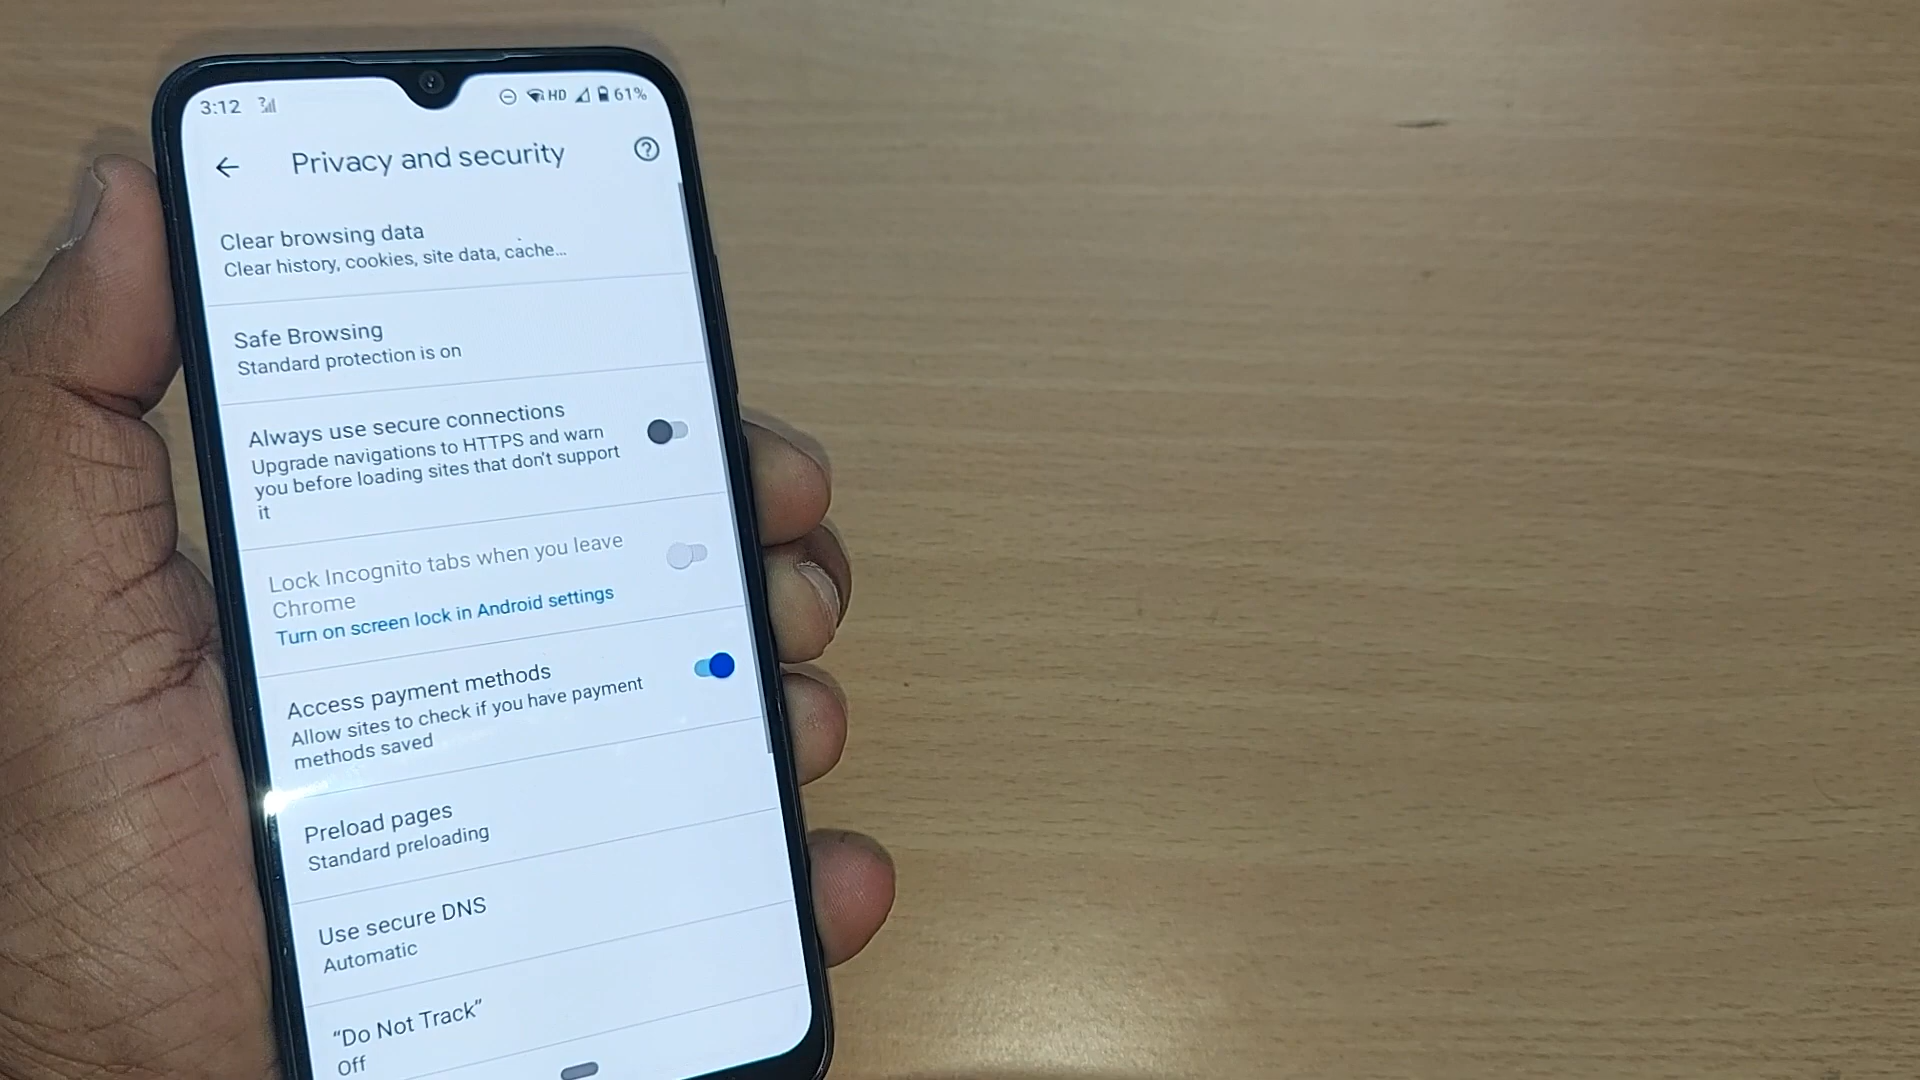 3:12 ? HD 61%
Privacy and security
Clear browsing data
Clear history, cookies, site data, cache...
Safe Browsing
Standard protection is on
Always use secure connections
Upgrade navigations to HTTPS and warn
you before loading sites that don't support
it
Lock Incognito tabs when you leave
Chrome
Turn on screen lock in Android settings
Access payment methods
Allow sites to check if you have payment
methods saved
Preload pages
Standard preloading
Use secure DNS
Automatic
“Do Not Track”
Off